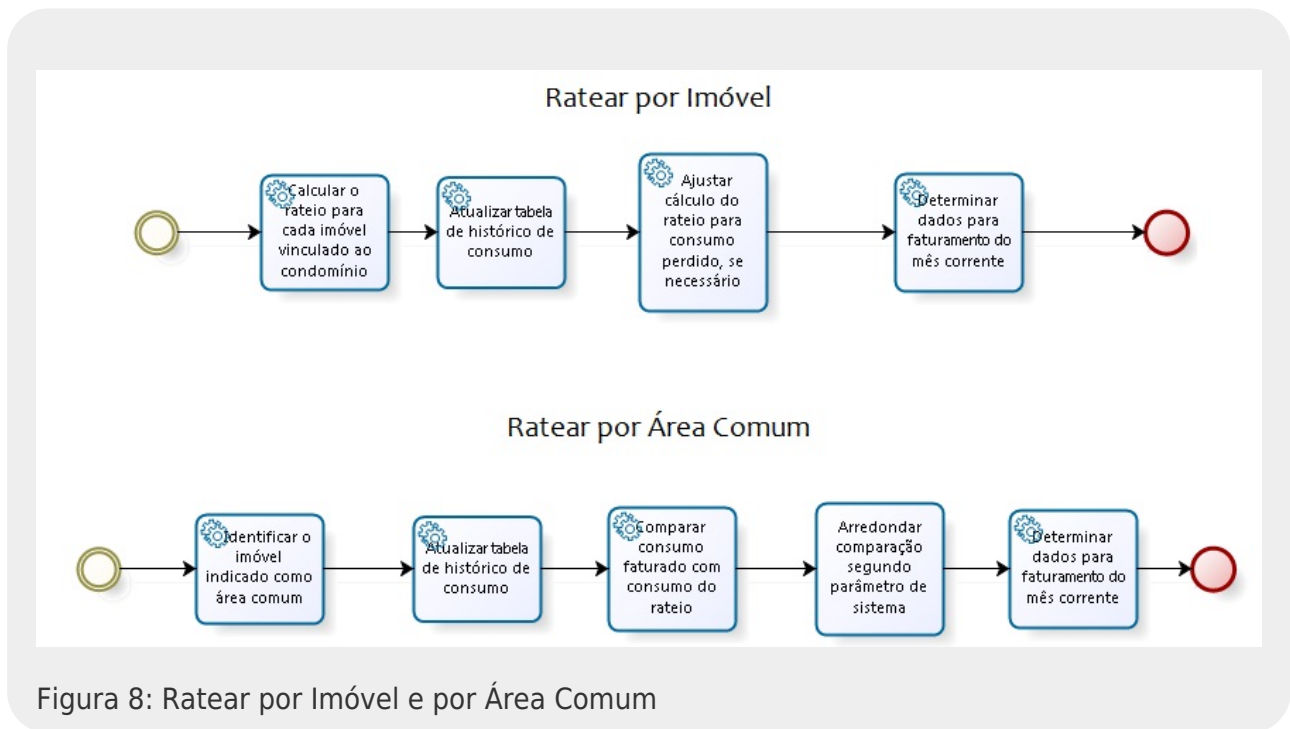 Ratear por Imóvel
Calcular o
rateio para
cada imóvel
vinculado ao
condomínio
Atualizar tabela
de histórico de
consumo
Ajustar
cálculo do
rateio para
consumo
perdido, se
necessário
Determinar
dados para
faturamento do
mês corrente
Ratear por Área Comum
Identificar o
imóvel
indicado como
área comum
Atualizar tabela
de histórico de
consumo
Comparar
consumo
faturado com
consumo do
rateio
Arredondar
comparação
segundo
parâmetro de
sistema
Determinar
dados para
faturamento do
mês corrente
Figura 8: Ratear por Imóvel e por Área Comum